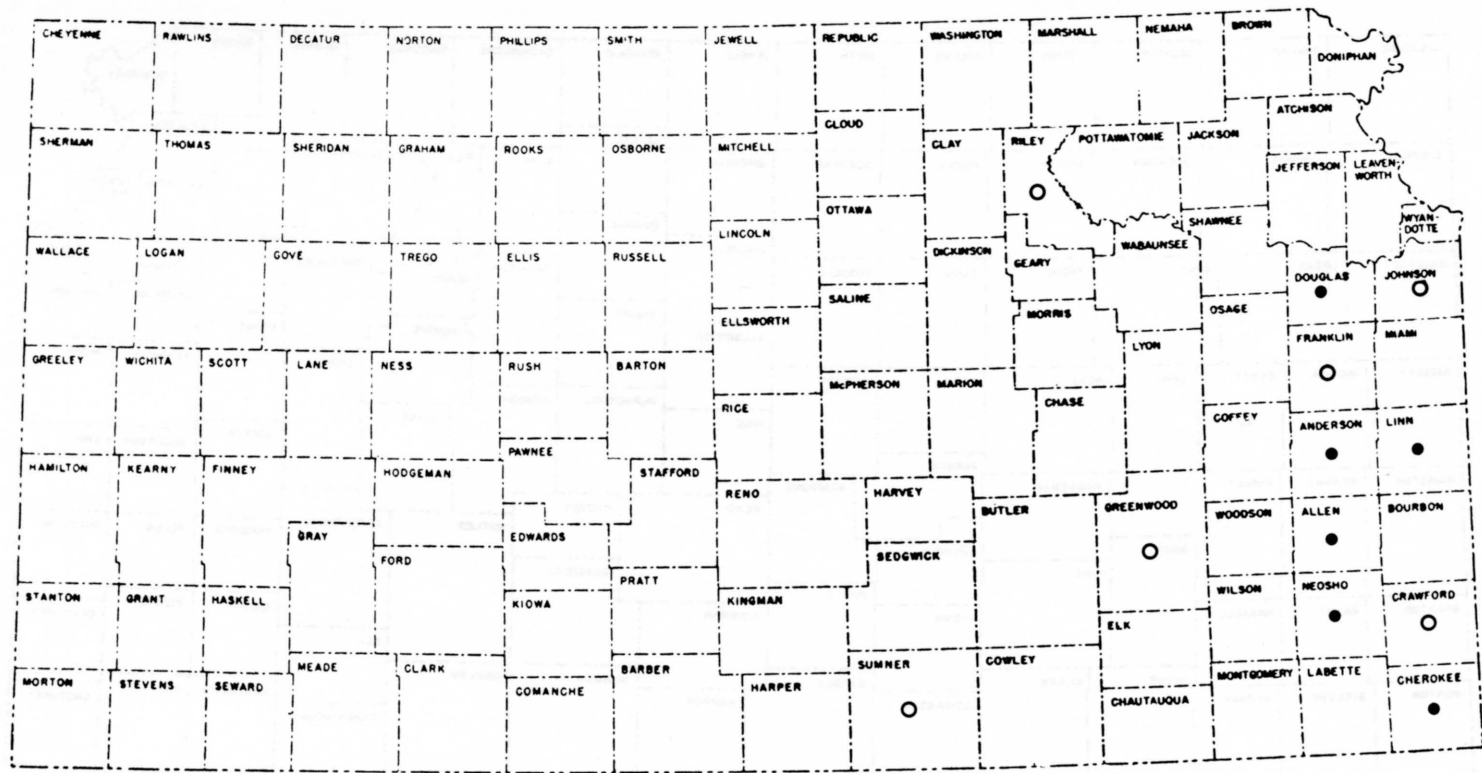 CHEYENNE
RAWLINS
DECATUR
NORTON
PHILLIPS
SMITH
JEWELL
REPUBLIC
WASHINGTON
MARSHALL
NEMAHA
BROWN
DONIPHAN
ATCHISON
CLOUD
SHERMAN
THOMAS
SHERIDAN
GRAHAM
ROOKS
OSBORNE
MITCHELL
CLAY
RILEY
POTTAWATOMIE
JACKSON
JEFFERSON
LEAVEN
WORTH
OTTAWA
SHAWNEE
WYAN-
DOTTE
WALLACE
LOGAN
GOVE
TREGO
ELLIS
RUSSELL
LINCOLN
DICKINSON
GEARY
WABAUNSEE
DOUGLAS
JOHNSON
SALINE
ELLSWORTH
MORRIS
OSAGE
LYON
FRANKLIN
MIAMI
GREELEY
WICHITA
SCOTT
LANE
NESS
RUSH
BARTON
RICE
McPHERSON
MARION
CHASE
COFFEY
ANDERSON
LINN
PAWNEE
HAMILTON
KEARNY
FINNEY
HODGEMAN
STAFFORD
RENO
HARVEY
BUTLER
GREENWOOD
WOODSON
ALLEN
BOURBON
GRAY
EDWARDS
SEDGWICK
FORD
PRATT
STANTON
GRANT
HASKELL
KIOWA
KINGMAN
WILSON
NEOSHO
CRAWFORD
ELK
MORTON
STEVENS
SEWARD
MEADE
CLARK
COMANCHE
BARBER
HARPER
SUMNER
COWLEY
CHAUTAUQUA
MONTGOMERY
LABETTE
CHEROKEE